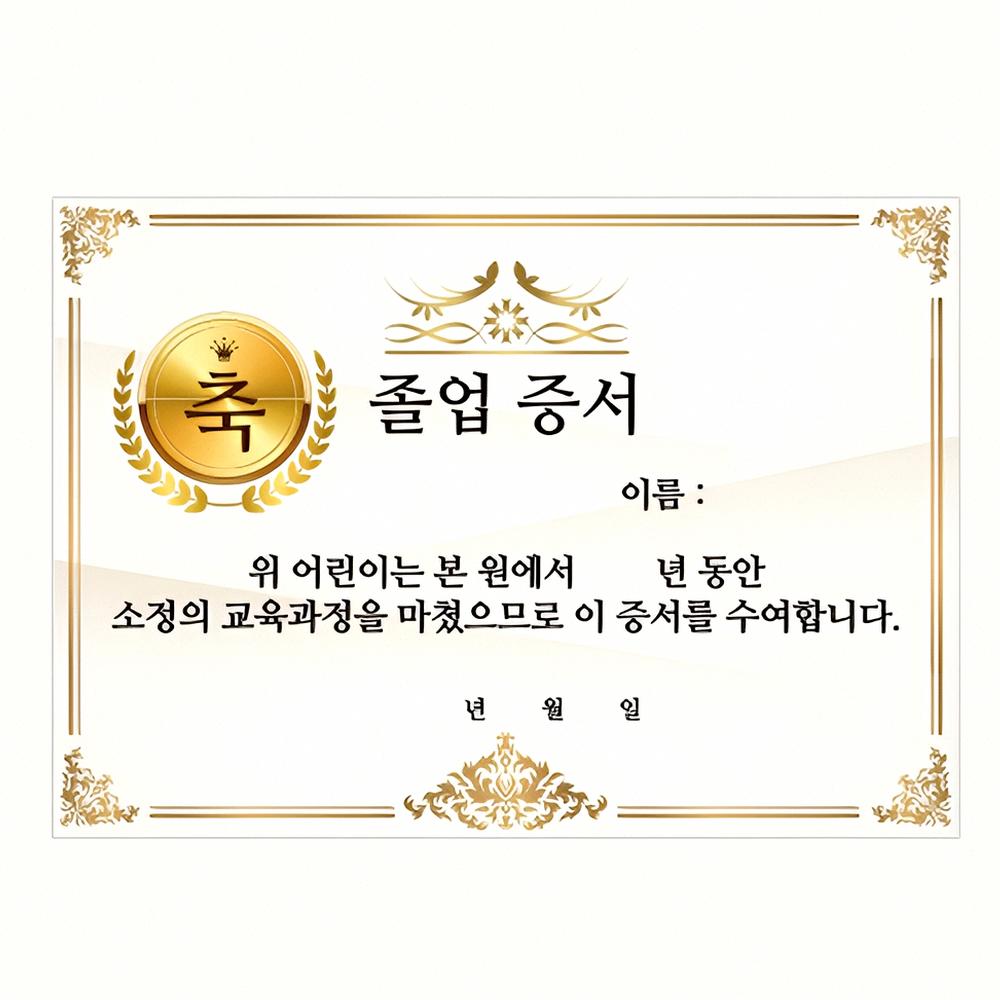 축
졸업 증서
이름 :
위 어린이는 본 원에서 년 동안
소정의 교육과정을 마쳤으므로 이 증서를 수여합니다.
년 월 일